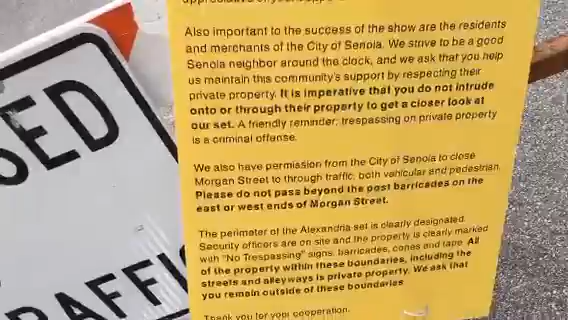 Also important to the success of the show are the residents
and merchants of the City of Senoia. We strive to be a good
Senoia neighbor around the clock, and we ask that you help
us maintain this community's support by respecting their
private property. It is imperative that you do not intrude
onto or through their property to get a closer look at
our set. A friendly reminder; trespassing on private property
is a criminal offense.
We also have permission from the City of Senoia to close
Morgan Street to through traffic, both vehicular and pedestrian.
Please do not pass beyond the post barricades on the
east or west ends of Morgan Street.
The perimeter of the Alexandria set is clearly designated.
Security officers are on site and the property is clearly marked
with "No Trespassing" signs, barricades, cones and tape. All
of the property within these boundaries, including the
streets and alleyways is private property. We ask that
you remain outside of these boundaries
Thank you for your cooperation.
SED
RAFFI